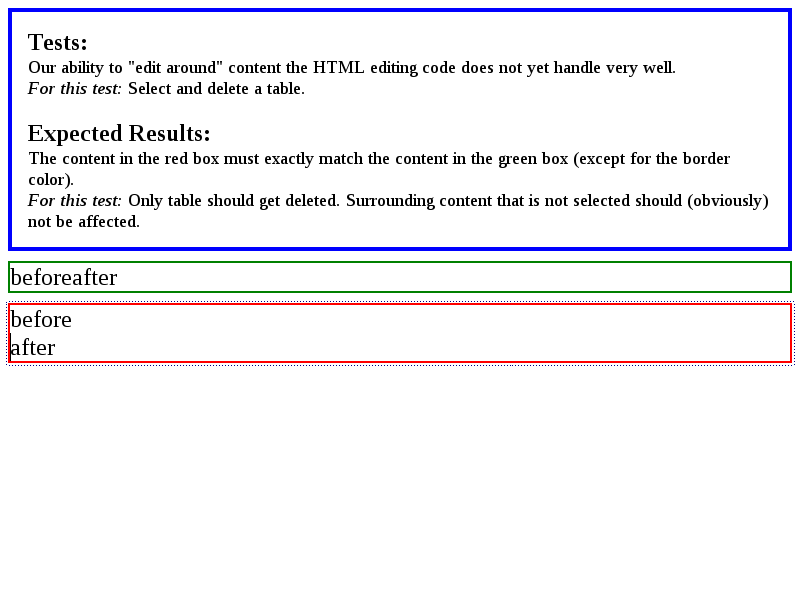 Tests:
Our ability to "edit around" content the HTML editing code does not yet handle very well.
For this test: Select and delete a table.
Expected Results:
The content in the red box must exactly match the content in the green box (except for the border
color).
For this test: Only table should get deleted. Surrounding content that is not selected should (obviously)
not be affected.
beforeafter
before
after